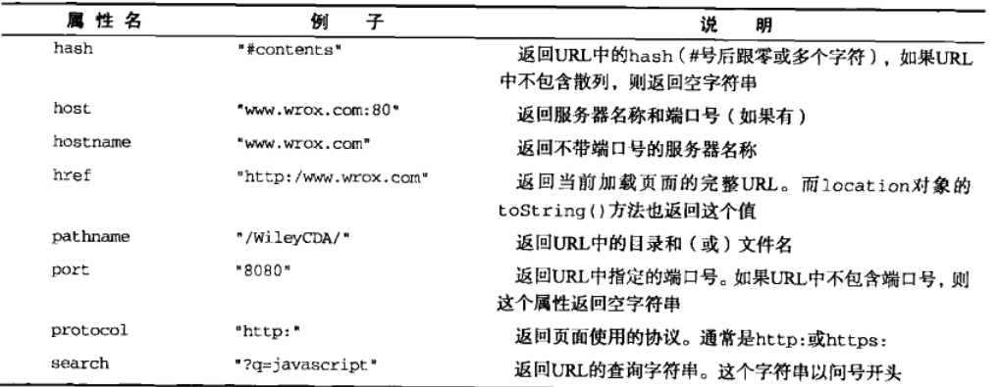 属 性 名 例 子 说 明
hash "#contents" 返回URL中的hash（#号后跟零或多个字符），如果URL
中不包含散列，则返回空字符串
host "www.wrox.com:80" 返回服务器名称和端口号（如果有）
hostname "www.wrox.com" 返回不带端口号的服务器名称
href "http:/www.wrox.com" 返回当前加载页面的完整URL。而location对象的
toString()方法也返回这个值
pathname "/WileyCDA/" 返回URL中的目录和（或）文件名
port "8080" 返回URL中指定的端口号。如果URL中不包含端口号，则
这个属性返回空字符串
protocol "http:" 返回页面使用的协议。通常是http:或https:
search "?q=javascript" 返回URL的查询字符串。这个字符串以问号开头